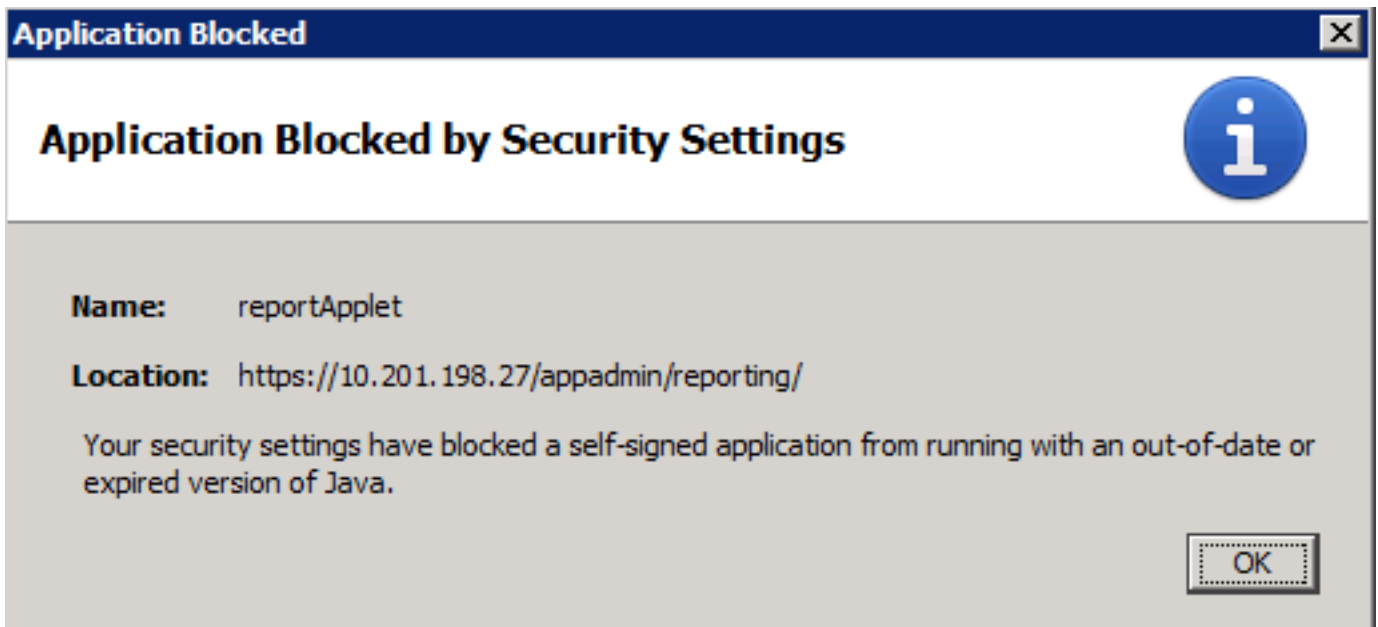 Application Blocked
Application Blocked by Security Settings
Name: reportApplet
Location: https://10.201.198.27/appadmin/reporting/
Your security settings have blocked a self-signed application from running with an out-of-date or
expired version of Java.
OK